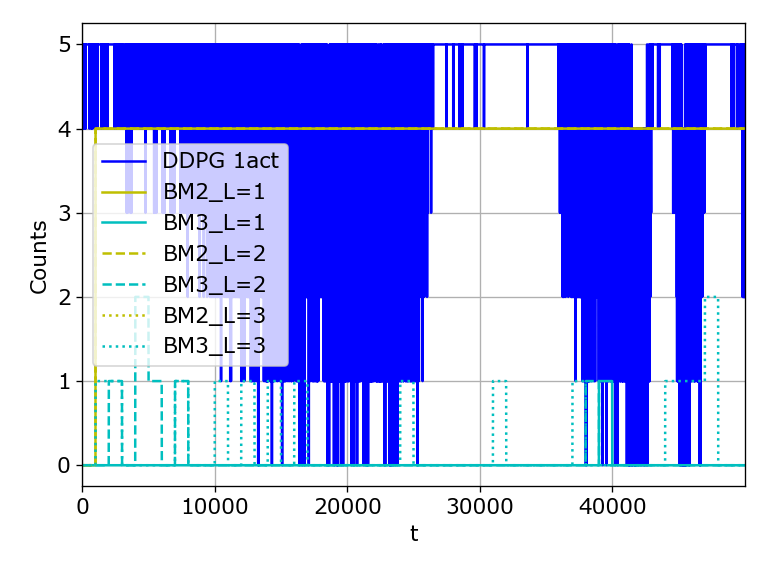 5
4
3
2
1
0
Counts
DDPG 1act
BM2_L=1
BM3_L=1
BM2_L=2
BM3_L=2
BM2_L=3
BM3_L=3
0 10000 20000 30000 40000
t